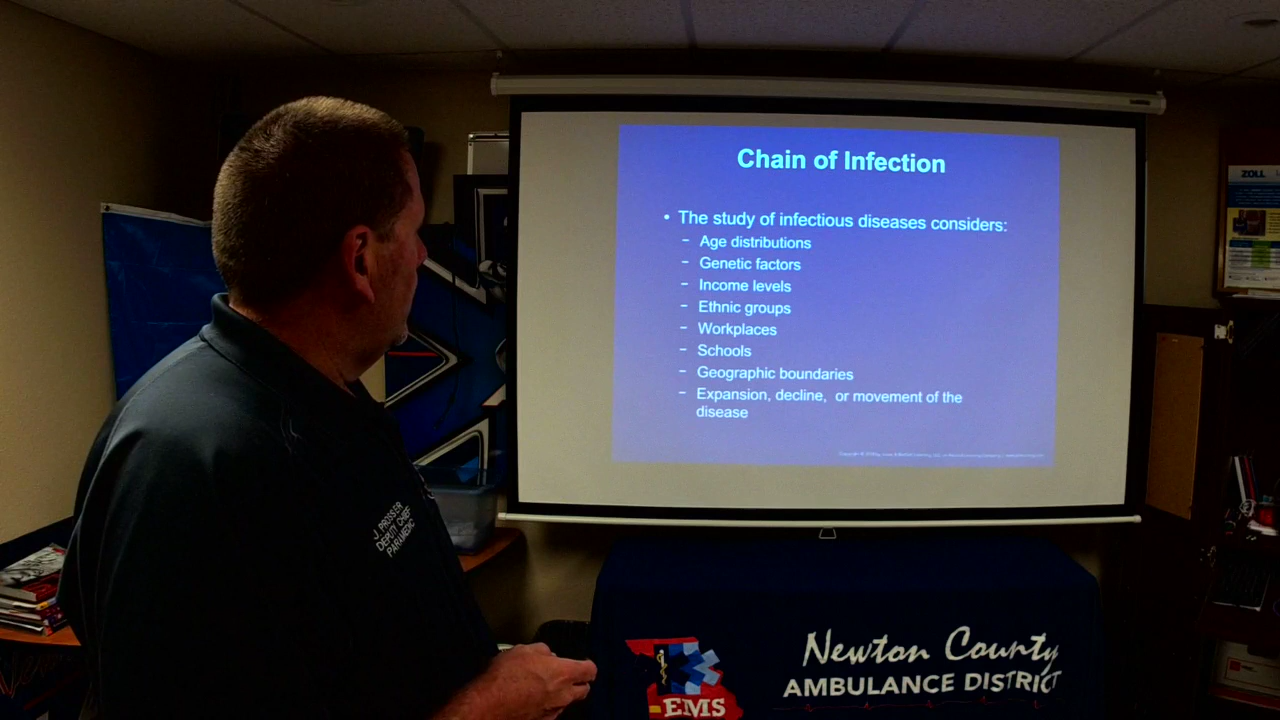 Chain of Infection
• The study of infectious diseases considers:
– Age distributions
– Genetic factors
– Income levels
– Ethnic groups
– Workplaces
– Schools
– Geographic boundaries
– Expansion, decline, or movement of the
disease
ZOLL
J. PROSSER
DEPUTY CHIEF
PARAMEDIC
Newton County
AMBULANCE DISTRICT
EMS